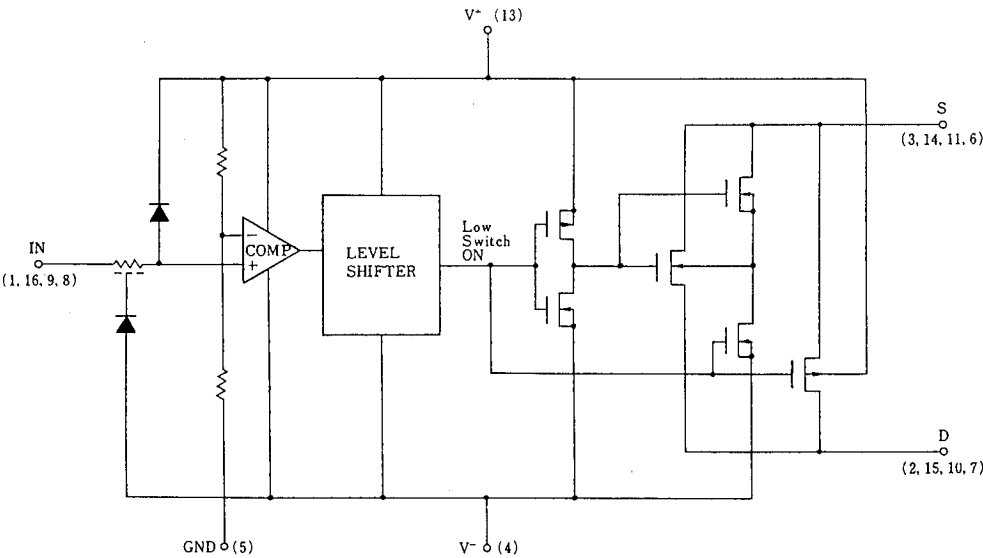 V+ (13)
S
(3, 14, 11, 6)
Low
Switch
ON
IN
(1, 16, 9, 8)
−
COMP
+
LEVEL
SHIFTER
D
(2, 15, 10, 7)
GND (5)
V− (4)